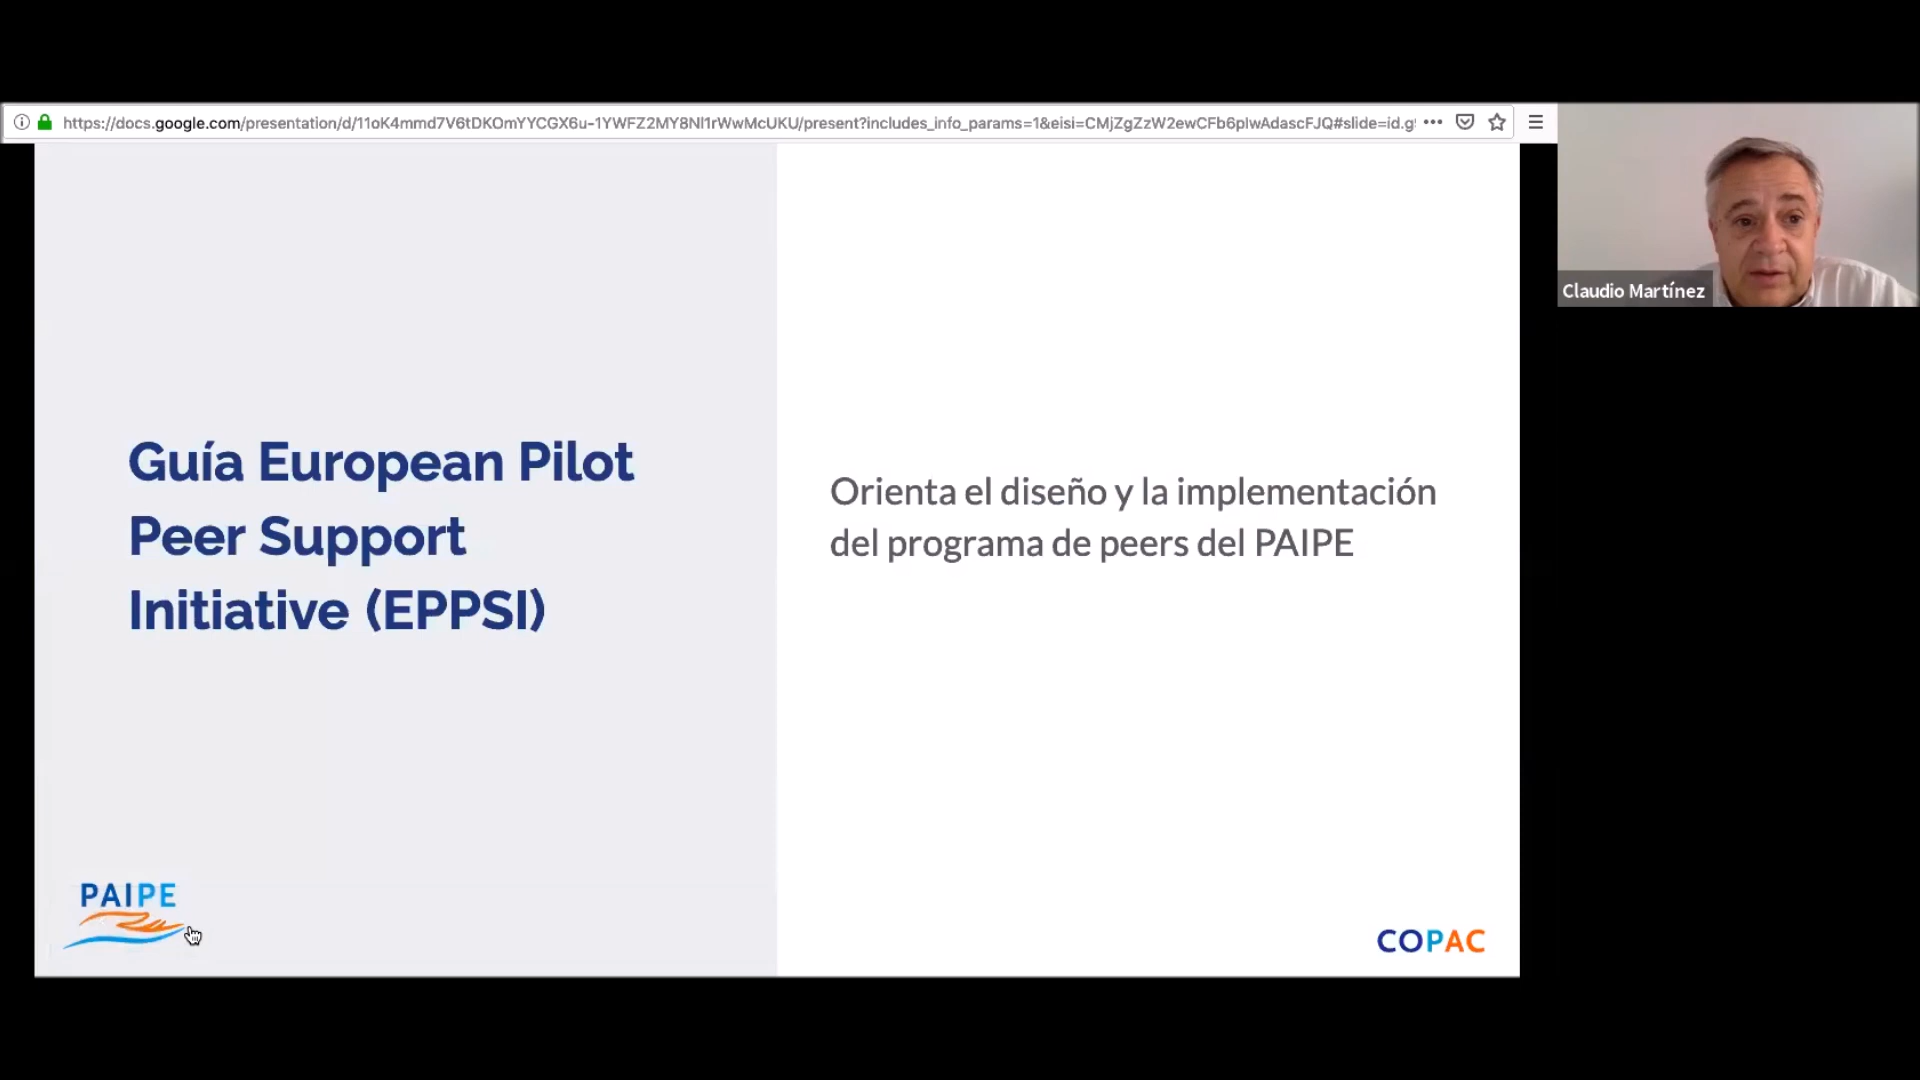 https://docs.google.com/presentation/d/11oK4mmd7V6tDKOmYYCGX6u-1YWFZ2MY8Nl1rWwMcUKU/present?includes_info_params=1&eisi=CMjZgZzW2ewCFb6plwAdascFJQ#slide=id.g
Claudio Martínez
Guía European Pilot
Peer Support
Initiative (EPPSI)
Orienta el diseño y la implementación
del programa de peers del PAIPE
PAIPE
COPAC